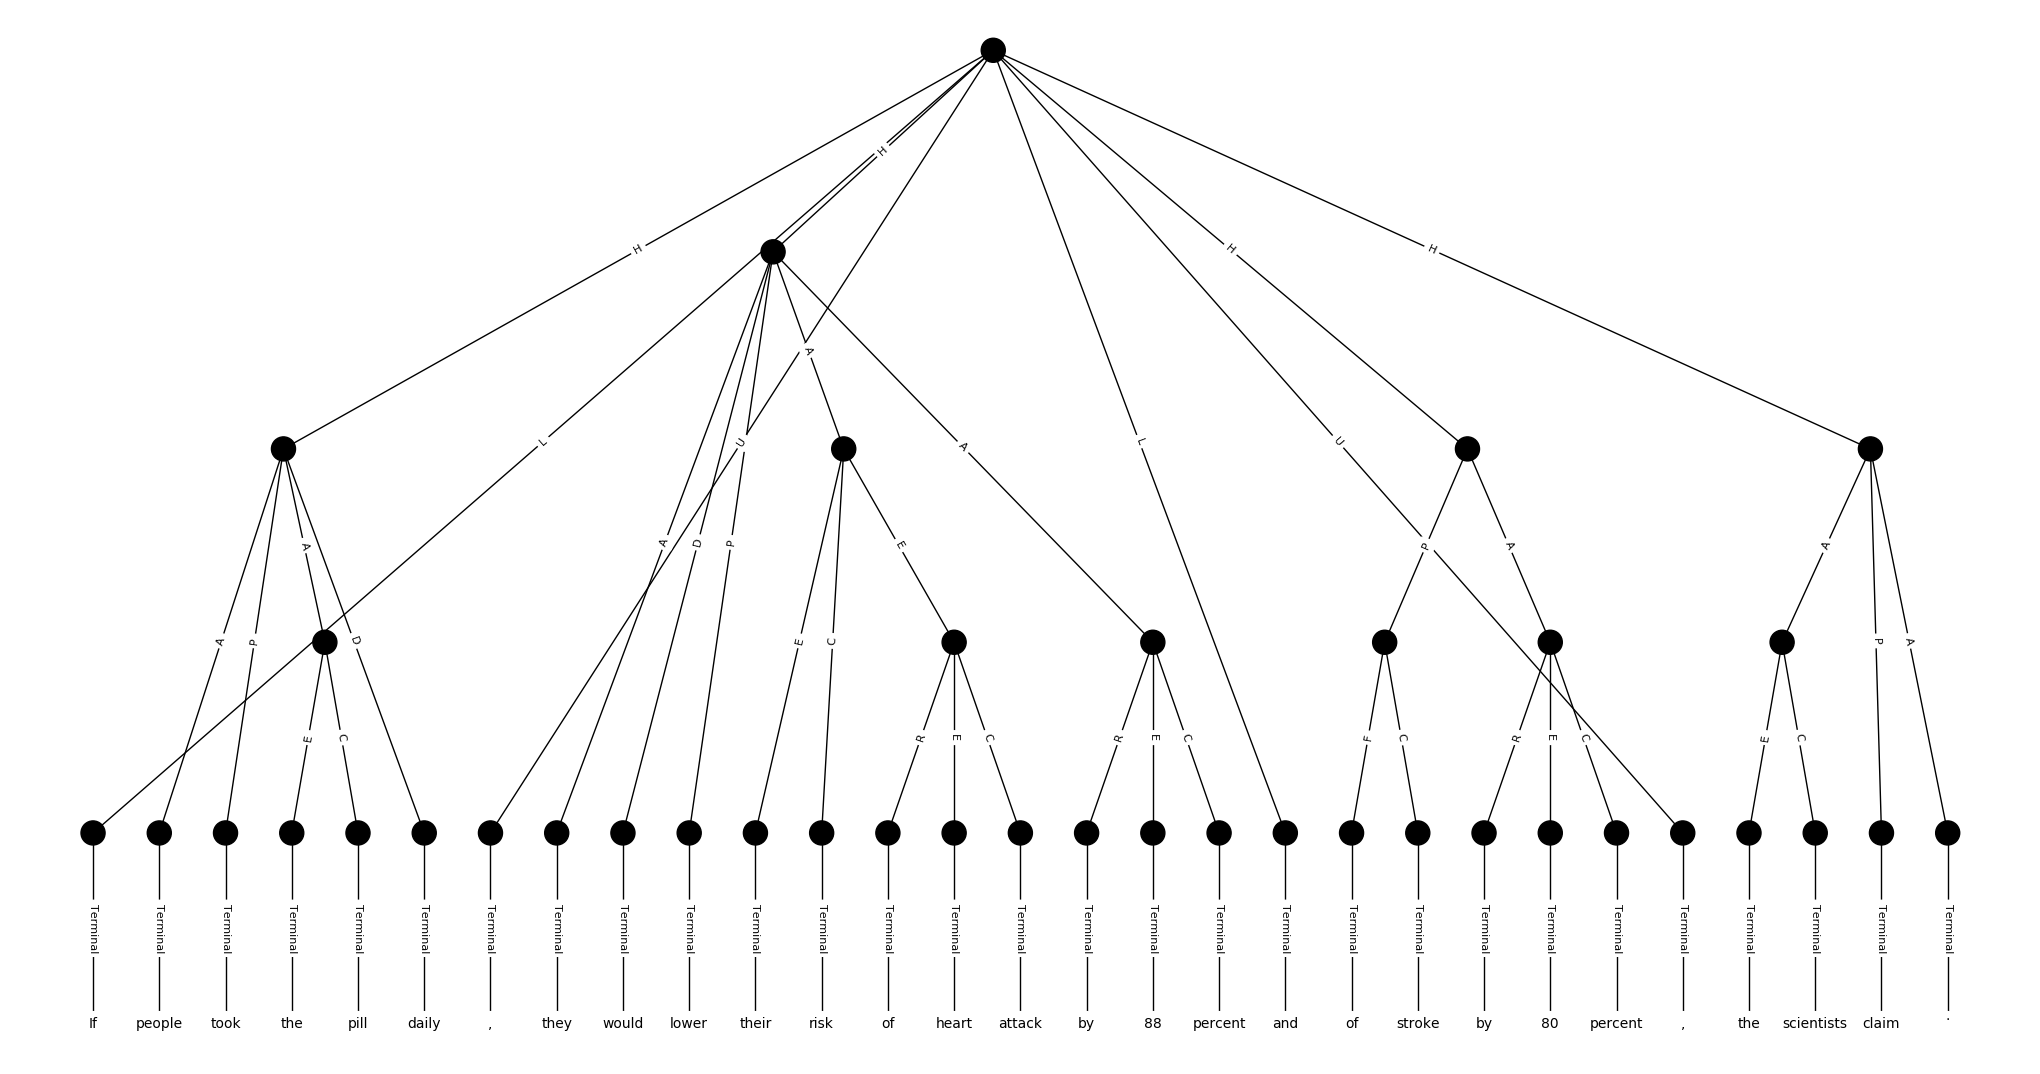 H
H H H
A
L U A L U
A A D P E P A A
A P D E C P A
E C R E C R E C F C R E C E C
Terminal Terminal Terminal Terminal Terminal Terminal Terminal Terminal Terminal Terminal Terminal Terminal Terminal Terminal Terminal Terminal Terminal Terminal Terminal Terminal Terminal Terminal Terminal Terminal Terminal Terminal Terminal Terminal Terminal
If people took the pill daily , they would lower their risk of heart attack by 88 percent and of stroke by 80 percent , the scientists claim .